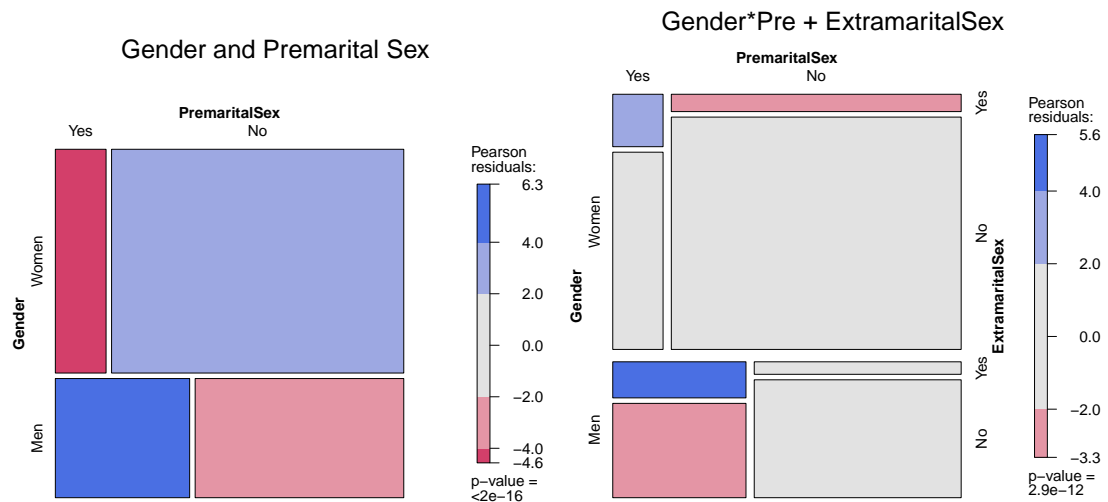 Gender and Premarital Sex
PremaritalSex
Yes No
Gender
Women
Men
Pearson
residuals:
6.3
4.0
2.0
0.0
−2.0
−4.0
−4.6
p−value =
<2e−16
Gender*Pre + ExtramaritalSex
PremaritalSex
Yes No
Gender
Women
Men
Yes
No
Yes
No
ExtramaritalSex
Pearson
residuals:
5.6
4.0
2.0
0.0
−2.0
−3.3
p−value =
2.9e−12